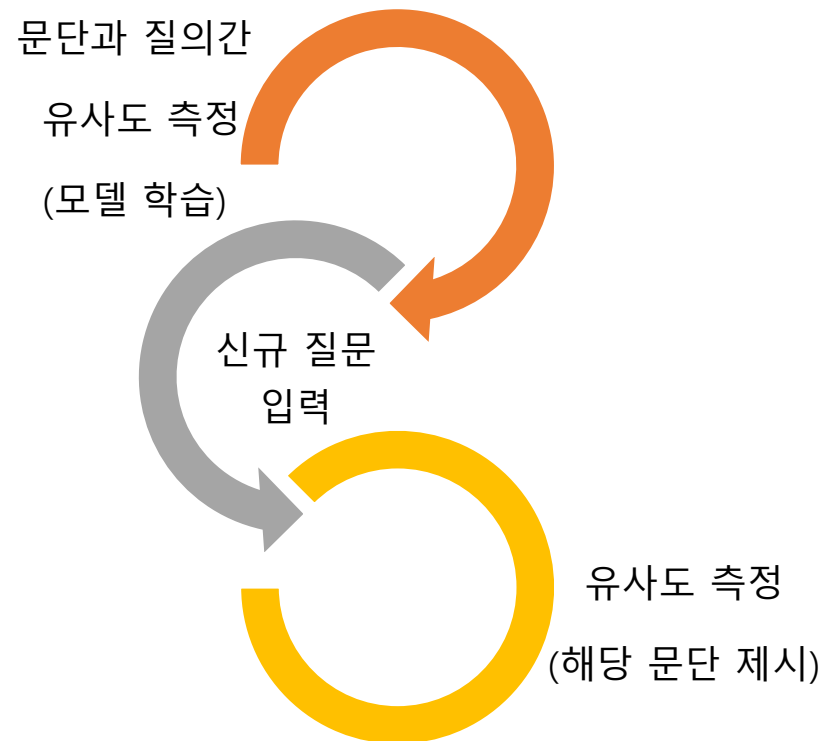 문단과 질의간
유사도 측정
(모델 학습)
신규 질문
입력
유사도 측정
(해당 문단 제시)